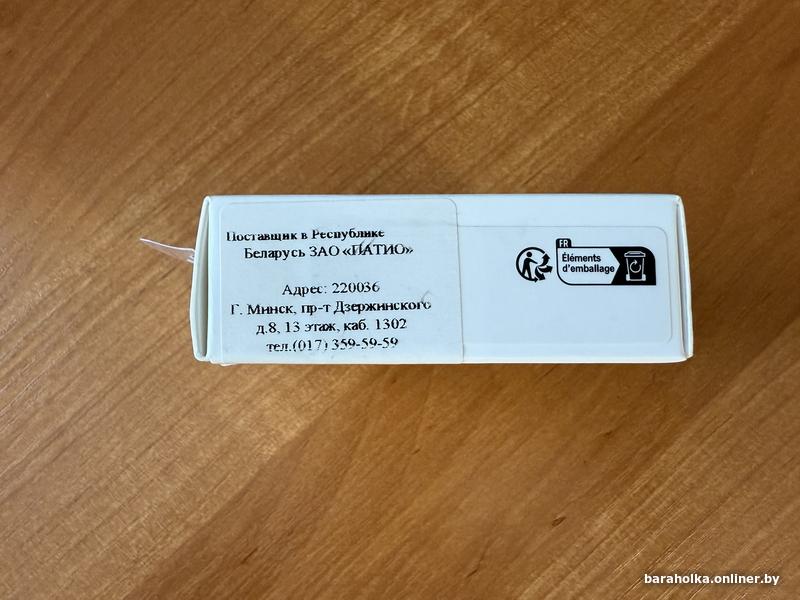 Поставщик в Республике
Беларусь ЗАО «ПАТИО»
Адрес: 220036
Г. Минск, пр-т Дзержинского
д.8, 13 этаж, каб. 1302
тел.(017) 359-59-59
FR
Éléments
d'emballage
baraholka.onliner.by